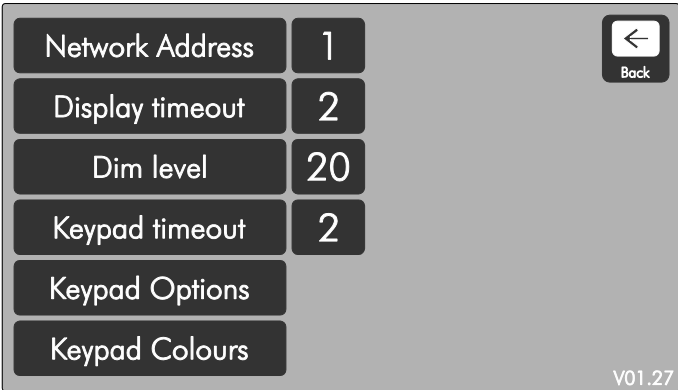 Network Address 1
Back
Display timeout 2
Dim level 20
Keypad timeout 2
Keypad Options
Keypad Colours
V01.27